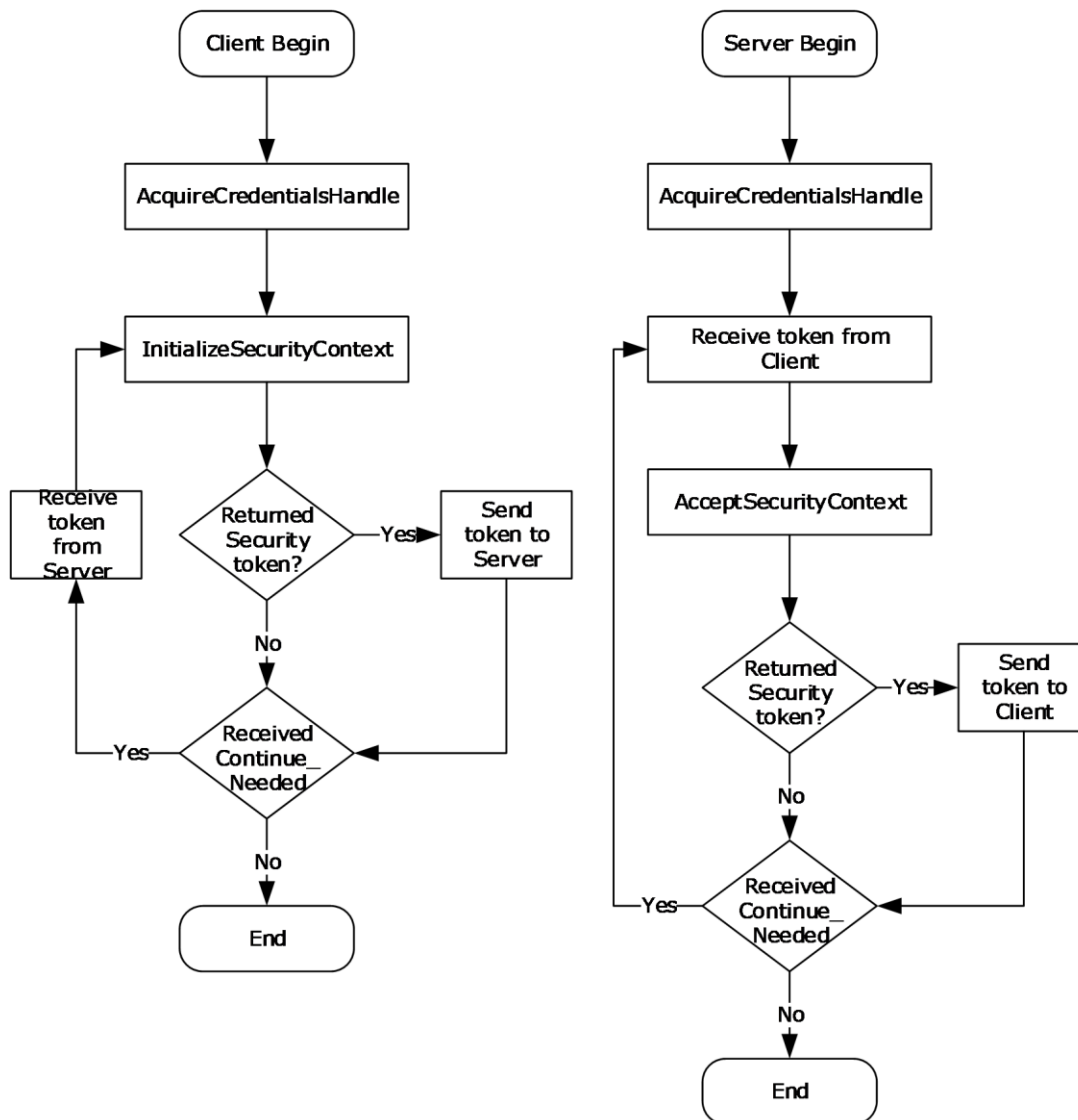 Client Begin
AcquireCredentialsHandle
InitializeSecurityContext
Receive
token
from
Server
Returned
Security
token?
Yes
Send
token to
Server
No
Yes
Received
Continue_
Needed
No
End
Server Begin
AcquireCredentialsHandle
Receive token from
Client
AcceptSecurityContext
Returned
Security
token?
Yes
Send
token to
Client
No
Yes
Received
Continue_
Needed
No
End